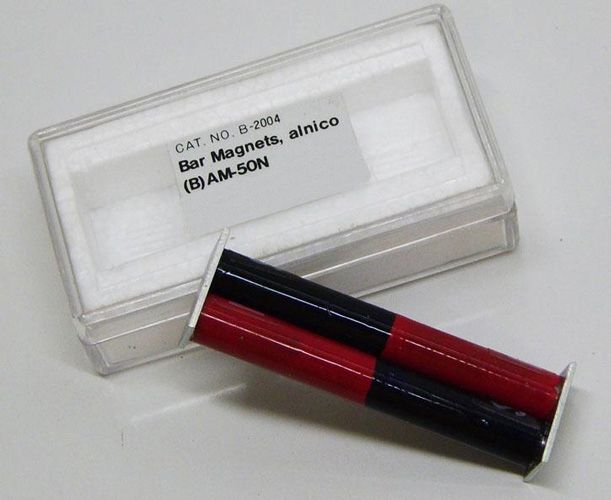 CAT. NO. B-2004
Bar Magnets, alnico
(B)AM-50N